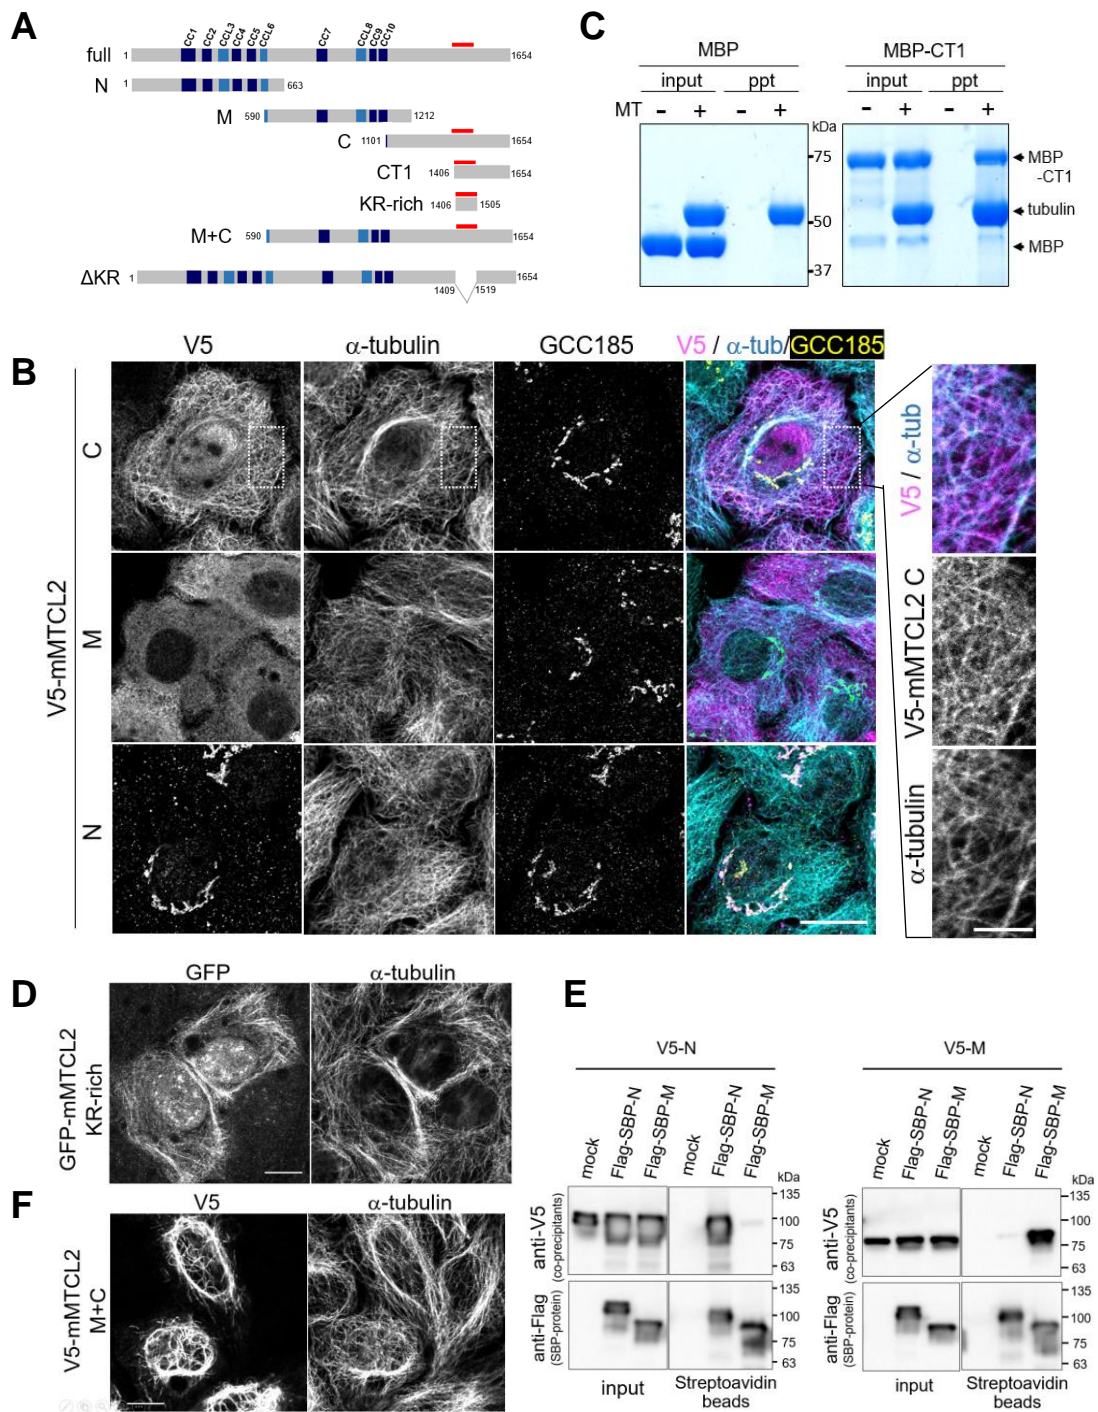 A
CC1 CC2 CCL3 CC4 CC5 CCL6 CC7 CCL8 CC9 CC10
full 1 1654
N 1 663
M 590 1212
C 1101 1654
CT1 1406 1654
KR-rich 1406 1505
M+C 590 1654
ΔKR 1 1409 1519 1654
C
MBP MBP-CT1
input ppt input ppt
MT - + - + - + - +
kDa
75
50
37
MBP
-CT1
tubulin
MBP
B
V5 α-tubulin GCC185 V5 / α-tub/GCC185
V5-mMTCL2
C
M
N
V5 / α-tub
V5-mMTCL2 C
α-tubulin
D
GFP α-tubulin
GFP-mMTCL2
KR-rich
E
V5-N V5-M
mock Flag-SBP-N Flag-SBP-M mock Flag-SBP-N Flag-SBP-M
mock Flag-SBP-N Flag-SBP-M mock Flag-SBP-N Flag-SBP-M
anti-V5
(co-precipitants)
kDa
135
100
75
63
anti-Flag
(SBP-protein)
135
100
75
63
input Streptoavidin
beads
anti-V5
(co-precipitants)
kDa
135
100
75
63
anti-Flag
(SBP-protein)
135
100
75
63
input Streptoavidin
beads
F
V5 α-tubulin
V5-mMTCL2
M+C